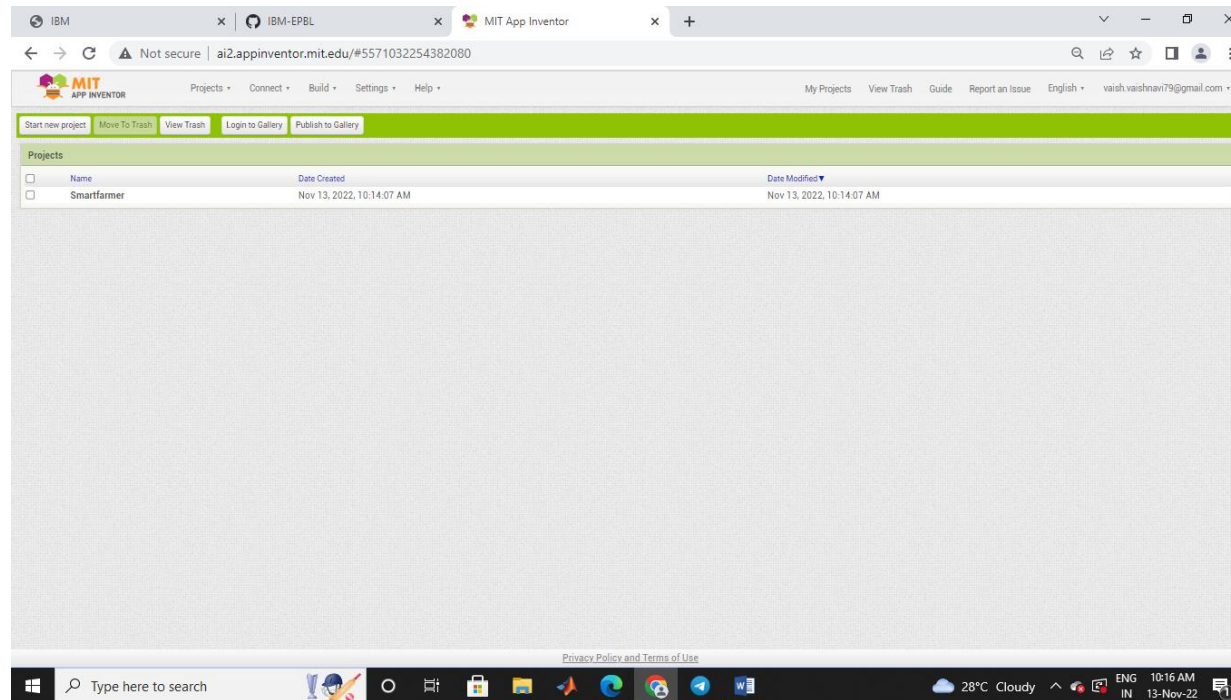 IBM IBM-EPBL MIT App Inventor
Not secure ai2.appinventor.mit.edu/#5571032254382080
MIT
APP INVENTOR
Projects Connect Build Settings Help My Projects View Trash Guide Report an Issue English vaish.vaishnavi79@gmail.com
Start new project Move To Trash View Trash Login to Gallery Publish to Gallery
Projects
Name Date Created Date Modified
Smartfarmer Nov 13, 2022, 10:14:07 AM Nov 13, 2022, 10:14:07 AM
Privacy Policy and Terms of Use
Type here to search 28°C Cloudy ENG 10:16 AM
IN 13-Nov-22